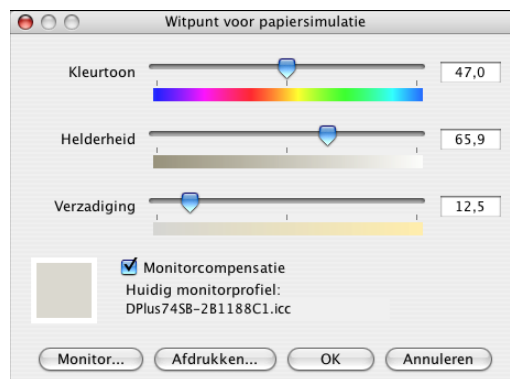 Witpunt voor papiersimulatie
Kleurtoon 47,0
Helderheid 65,9
Verzadiging 12,5
Monitorcompensatie
Huidig monitorprofiel:
DPlus74SB-2B1188C1.icc
Monitor... Afdrukken... OK Annuleren